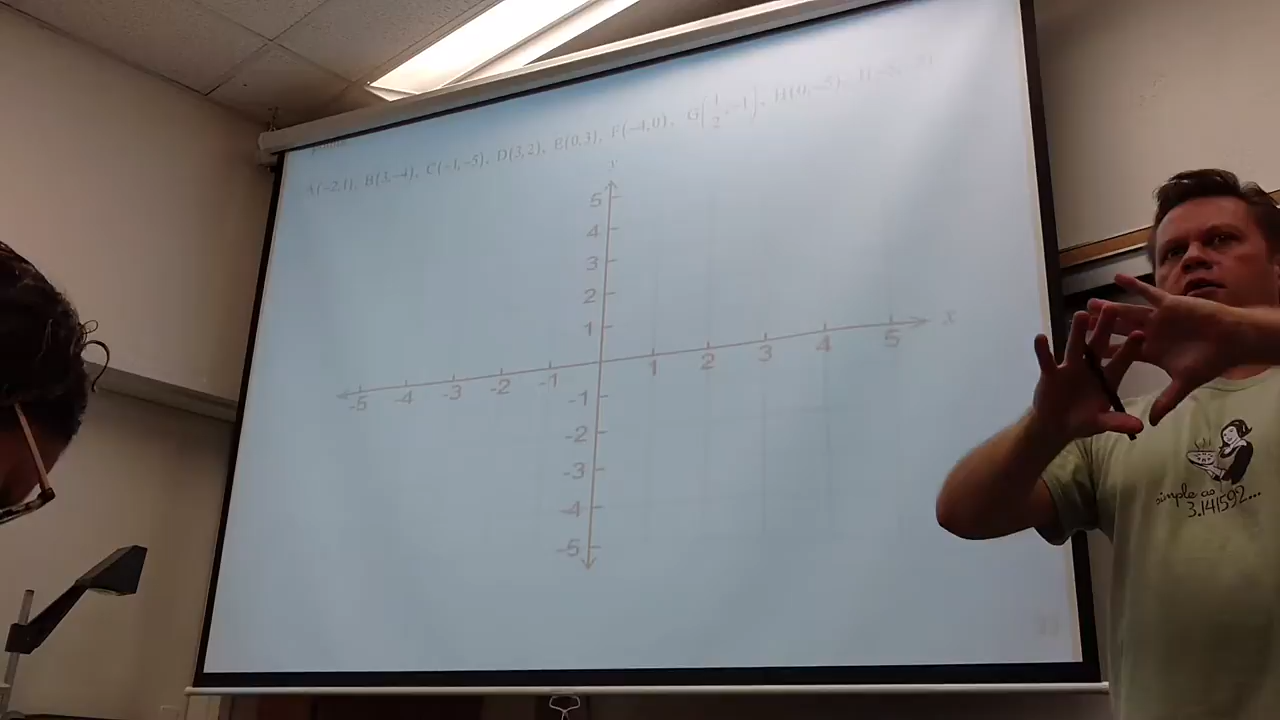 A(−2,1), B(3,−4), C(−1,−5), D(3,2), E(0,3), F(−4,0), G(1/2,−1), H(0,−5),
y
5
4
3
2
1
x
-5 -4 -3 -2 -1 1 2 3 4 5
-1
-2
-3
-4
-5
simple as
3.141592...